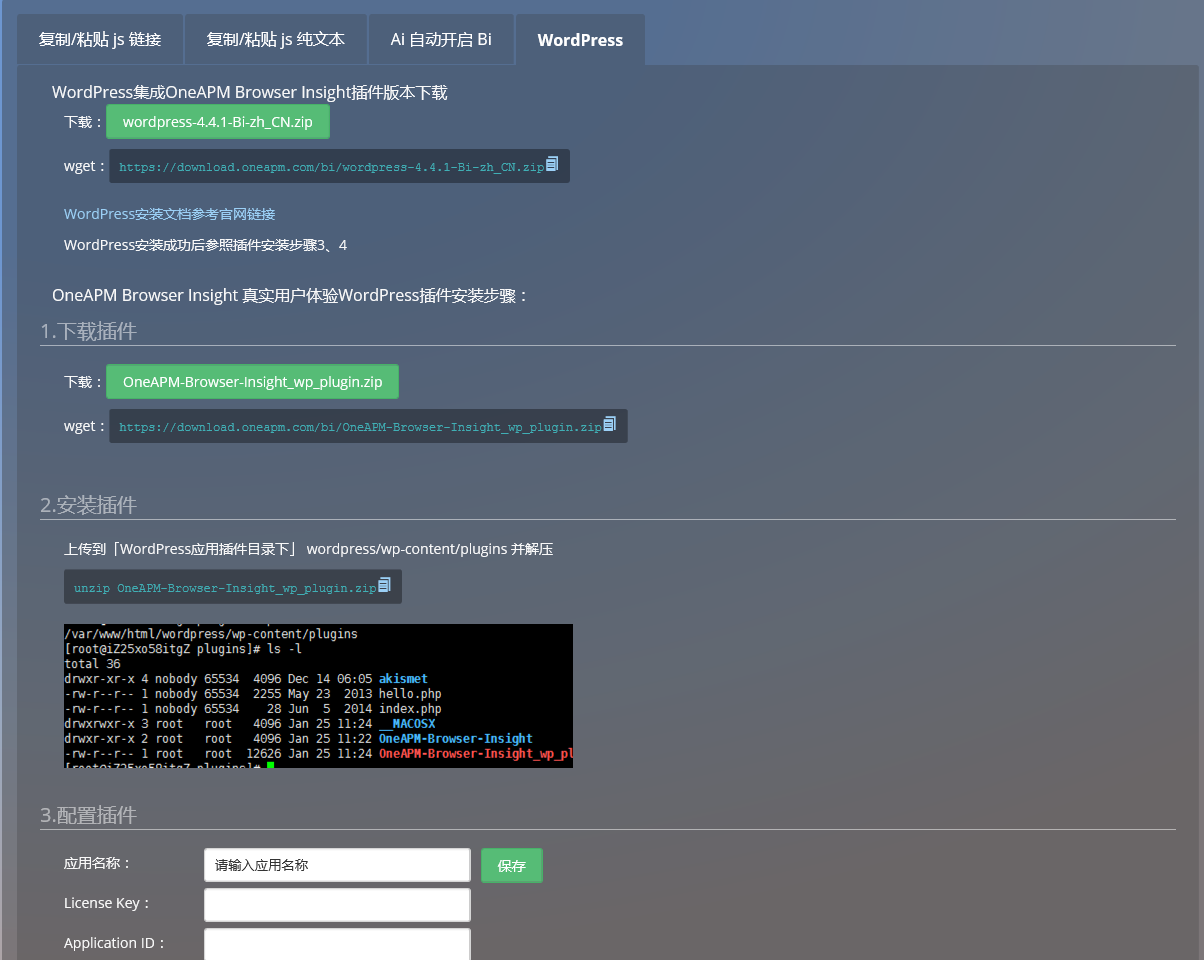 复制/粘贴 js 链接
复制/粘贴 js 纯文本
Ai 自动开启 Bi
WordPress
WordPress集成OneAPM Browser Insight插件版本下载
下载： wordpress-4.4.1-Bi-zh_CN.zip
wget： https://download.oneapm.com/bi/wordpress-4.4.1-Bi-zh_CN.zip
WordPress安装文档参考官网链接
WordPress安装成功后参照插件安装步骤3、4
OneAPM Browser Insight 真实用户体验WordPress插件安装步骤：
1.下载插件
下载： OneAPM-Browser-Insight_wp_plugin.zip
wget： https://download.oneapm.com/bi/OneAPM-Browser-Insight_wp_plugin.zip
2.安装插件
上传到「WordPress应用插件目录下」 wordpress/wp-content/plugins 并解压
unzip OneAPM-Browser-Insight_wp_plugin.zip
/var/www/html/wordpress/wp-content/plugins
[root@iZ25xo58itgZ plugins]# ls -l
total 36
drwxr-xr-x 4 nobody 65534  4096 Dec 14 06:05 akismet
-rw-r--r-- 1 nobody 65534  2255 May 23  2013 hello.php
-rw-r--r-- 1 nobody 65534    28 Jun  5  2014 index.php
drwxrwxr-x 3 root   root   4096 Jan 25 11:24 __MACOSX
drwxr-xr-x 2 root   root   4096 Jan 25 11:22 OneAPM-Browser-Insight
-rw-r--r-- 1 root   root  12626 Jan 25 11:24 OneAPM-Browser-Insight_wp_pl
[root@iZ25xo58itgZ plugins]#
3.配置插件
应用名称： 请输入应用名称 保存
License Key：
Application ID：